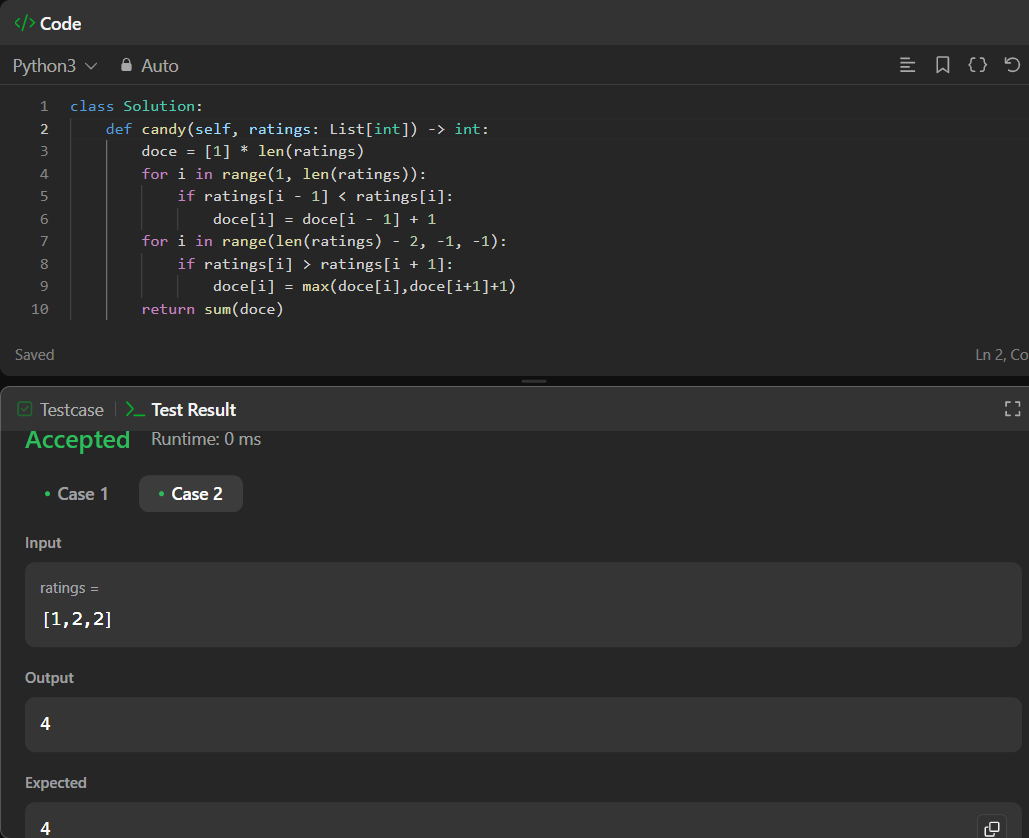 </> Code
Python3 Auto
1 class Solution:
2     def candy(self, ratings: List[int]) -> int:
3         doce = [1] * len(ratings)
4         for i in range(1, len(ratings)):
5             if ratings[i - 1] < ratings[i]:
6                 doce[i] = doce[i - 1] + 1
7         for i in range(len(ratings) - 2, -1, -1):
8             if ratings[i] > ratings[i + 1]:
9                 doce[i] = max(doce[i],doce[i+1]+1)
10         return sum(doce)
Saved Ln 2, Co
Testcase Test Result
Accepted Runtime: 0 ms
Case 1 Case 2
Input
ratings =
[1,2,2]
Output
4
Expected
4